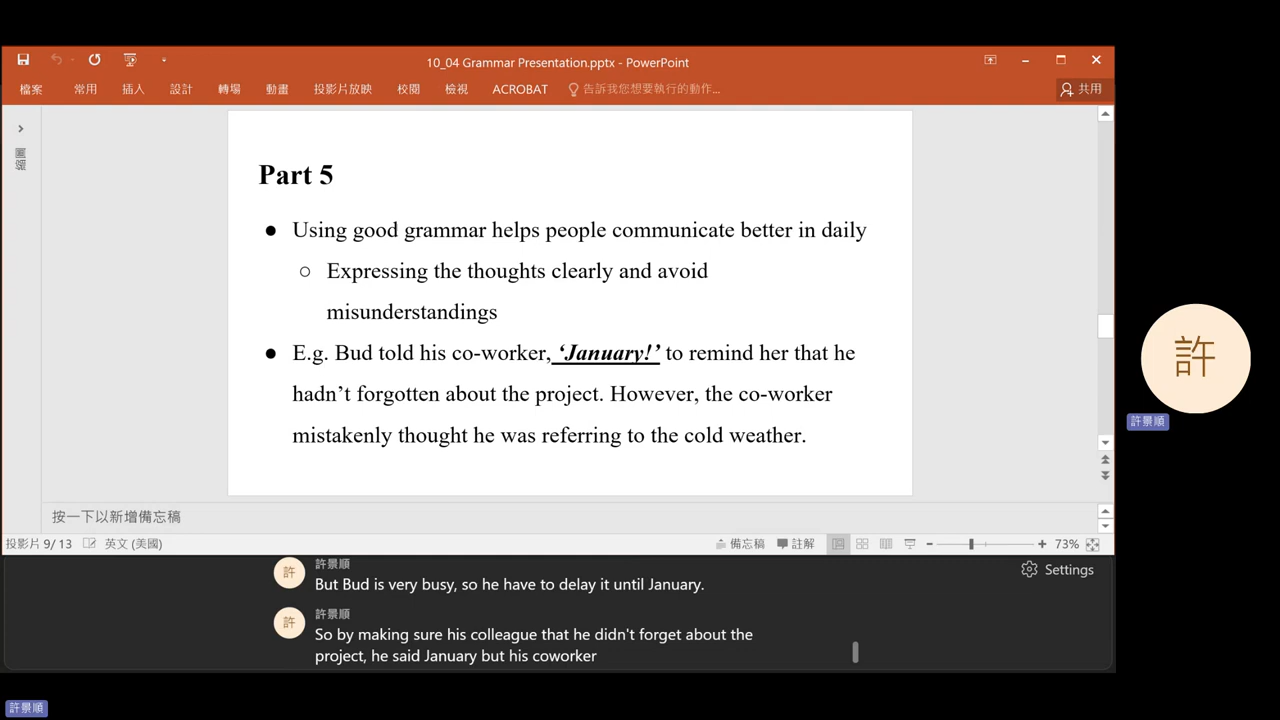 10_04 Grammar Presentation.pptx - PowerPoint
檔案 常用 插入 設計 轉場 動畫 投影片放映 校閱 檢視 ACROBAT 告訴我您想要執行的動作... 共用
Part 5
● Using good grammar helps people communicate better in daily
○ Expressing the thoughts clearly and avoid
misunderstandings
● E.g. Bud told his co-worker, ‘January!’ to remind her that he
hadn’t forgotten about the project. However, the co-worker
mistakenly thought he was referring to the cold weather.
許
許景順
按一下以新增備忘稿
投影片 9/13 英文 (美國) 備忘稿 註解 73%
許景順
許
But Bud is very busy, so he have to delay it until January.
Settings
許景順
許
So by making sure his colleague that he didn't forget about the
project, he said January but his coworker
許景順